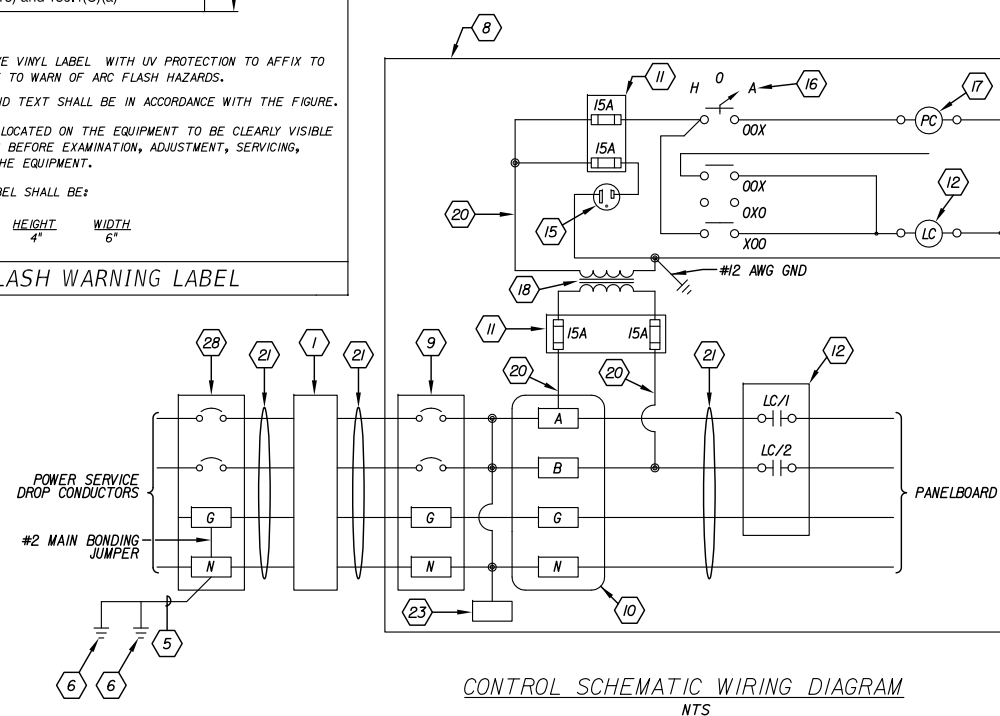 VE VINYL LABEL WITH UV PROTECTION TO AFFIX TO
TO WARN OF ARC FLASH HAZARDS.
ND TEXT SHALL BE IN ACCORDANCE WITH THE FIGURE.
LOCATED ON THE EQUIPMENT TO BE CLEARLY VISIBLE
BEFORE EXAMINATION, ADJUSTMENT, SERVICING,
HE EQUIPMENT.
BEL SHALL BE:
HEIGHT WIDTH
4" 6"
LASH WARNING LABEL
8
11
H O A
16
17
15A
OOX
PC
15A
OOX
12
20
15
OXO
LC
XOO
#12 AWG GND
18
11
15A 15A
28
21
1
21
9
20
20
21
12
A
LC/1
B
LC/2
POWER SERVICE
DROP CONDUCTORS
PANELBOARD
G
G
G
#2 MAIN BONDING
JUMPER
N
N
N
23
10
5
6
6
CONTROL SCHEMATIC WIRING DIAGRAM
NTS